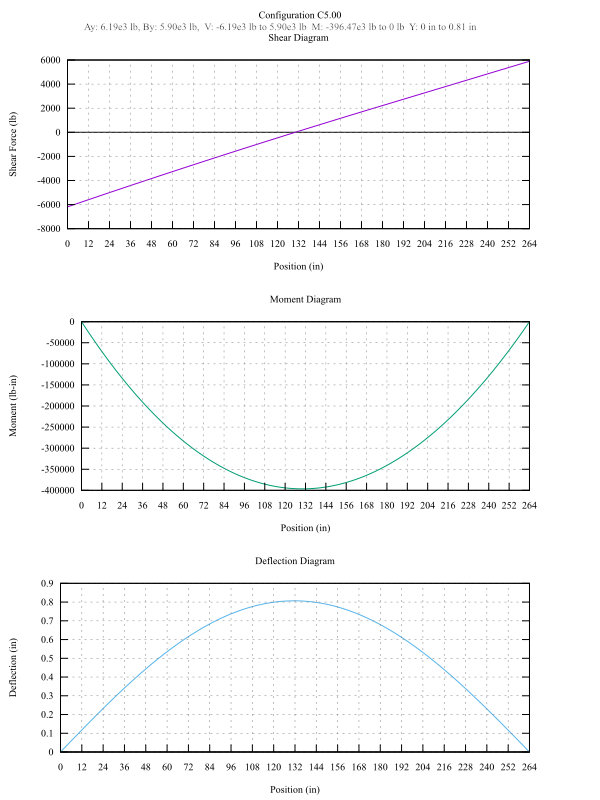 Configuration C5.00
Ay: 6.19e3 lb, By: 5.90e3 lb, V: -6.19e3 lb to 5.90e3 lb M: -396.47e3 lb to 0 lb Y: 0 in to 0.81 in
Shear Diagram
6000
4000
2000
0
-2000
-4000
-6000
-8000
Shear Force (lb)
0 12 24 36 48 60 72 84 96 108 120 132 144 156 168 180 192 204 216 228 240 252 264
Position (in)
Moment Diagram
0
-50000
-100000
-150000
-200000
-250000
-300000
-350000
-400000
Moment (lb-in)
0 12 24 36 48 60 72 84 96 108 120 132 144 156 168 180 192 204 216 228 240 252 264
Position (in)
Deflection Diagram
0.9
0.8
0.7
0.6
0.5
0.4
0.3
0.2
0.1
0
Deflection (in)
0 12 24 36 48 60 72 84 96 108 120 132 144 156 168 180 192 204 216 228 240 252 264
Position (in)